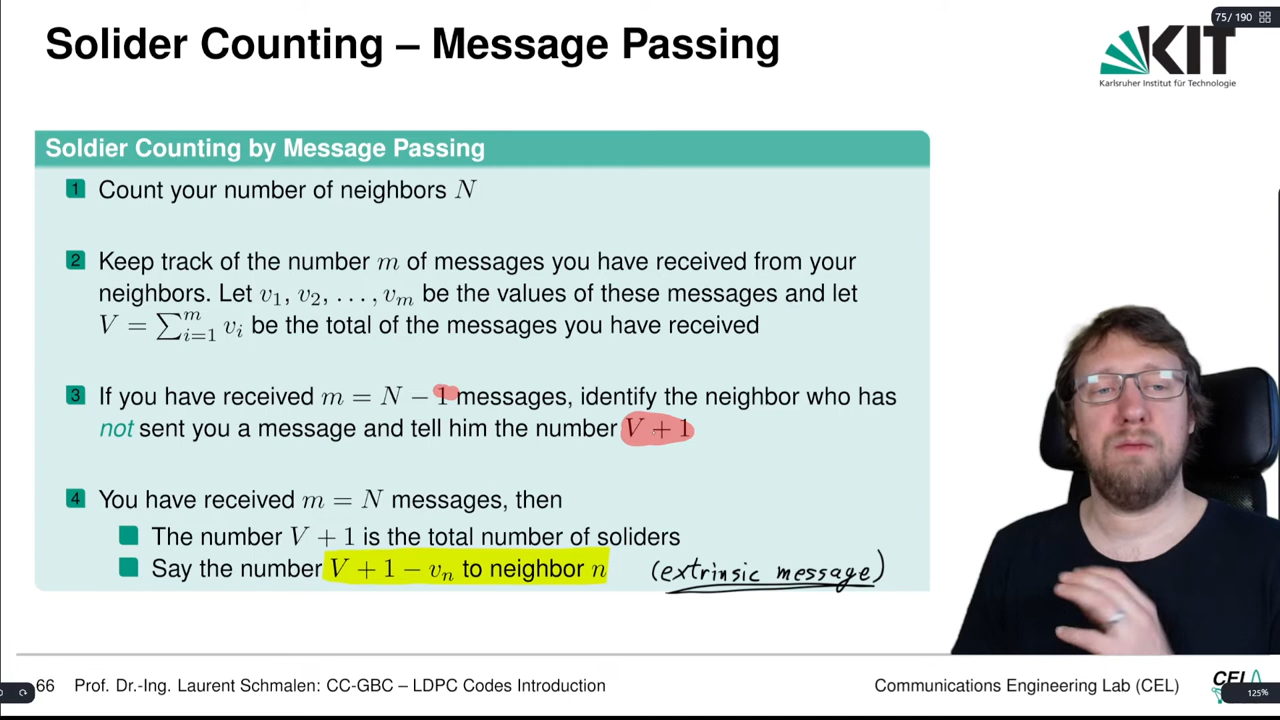 75/ 190
Solider Counting – Message Passing
KIT
Karlsruher Institut für Technologie
Soldier Counting by Message Passing
1 Count your number of neighbors N
2 Keep track of the number m of messages you have received from your
neighbors. Let v₁, v₂, . . . , vₘ be the values of these messages and let
V = ∑ᵢ₌₁ᵐ vᵢ be the total of the messages you have received
3 If you have received m = N − 1 messages, identify the neighbor who has
not sent you a message and tell him the number V + 1
4 You have received m = N messages, then
The number V + 1 is the total number of soliders
Say the number V + 1 − vₙ to neighbor n (extrinsic message)
66 Prof. Dr.-Ing. Laurent Schmalen: CC-GBC – LDPC Codes Introduction
Communications Engineering Lab (CEL)
CEL
125%